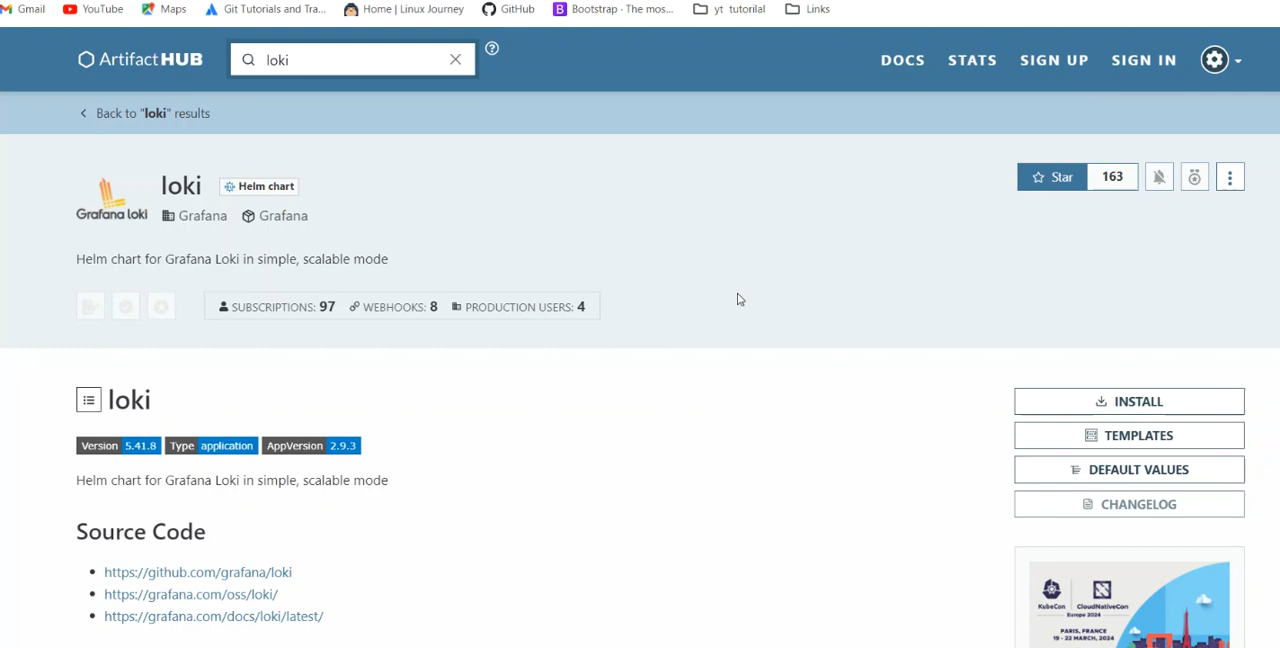 Gmail YouTube Maps Git Tutorials and Tra... Home | Linux Journey GitHub Bootstrap · The mos... yt tutorilal Links
ArtifactHUB loki DOCS STATS SIGN UP SIGN IN
Back to "loki" results
loki Helm chart
Star 163
Grafana loki
Grafana Grafana
Helm chart for Grafana Loki in simple, scalable mode
SUBSCRIPTIONS: 97 WEBHOOKS: 8 PRODUCTION USERS: 4
loki
INSTALL
Version 5.41.8 Type application AppVersion 2.9.3
TEMPLATES
Helm chart for Grafana Loki in simple, scalable mode
DEFAULT VALUES
CHANGELOG
Source Code
https://github.com/grafana/loki
https://grafana.com/oss/loki/
https://grafana.com/docs/loki/latest/
KubeCon CloudNativeCon
Europe 2024
PARIS, FRANCE
19 - 22 MARCH, 2024